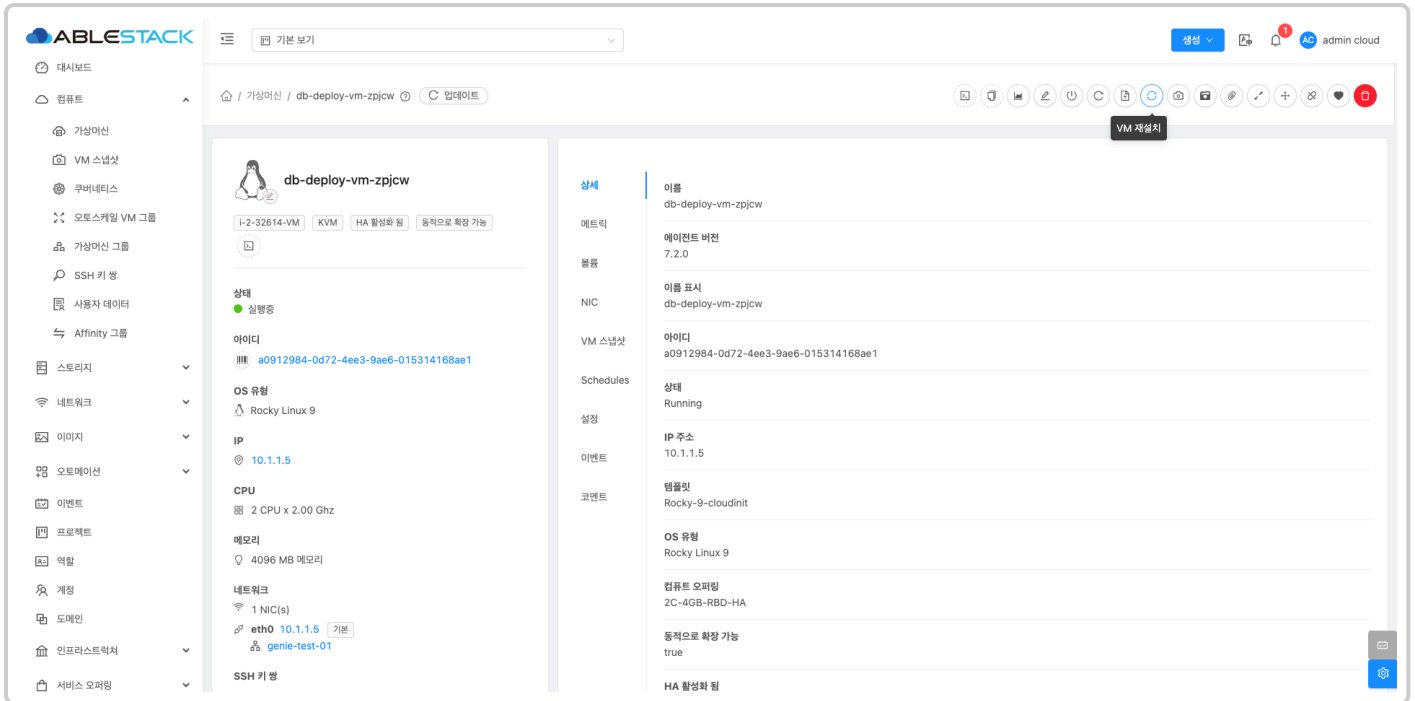 ABLESTACK
기본 보기
생성
1
AC
admin cloud
가상머신 / db-deploy-vm-zpjcw
업데이트
VM 재설치
대시보드
컴퓨트
가상머신
VM 스냅샷
쿠버네티스
오토스케일 VM 그룹
가상머신 그룹
SSH 키 쌍
사용자 데이터
Affinity 그룹
스토리지
네트워크
이미지
오토메이션
이벤트
프로젝트
역할
계정
도메인
인프라스트럭쳐
서비스 오퍼링
db-deploy-vm-zpjcw
i-2-32614-VM
KVM
HA 활성화 됨
동적으로 확장 가능
상태
실행중
아이디
a0912984-0d72-4ee3-9ae6-015314168ae1
OS 유형
Rocky Linux 9
IP
10.1.1.5
CPU
2 CPU x 2.00 Ghz
메모리
4096 MB 메모리
네트워크
1 NIC(s)
eth0 10.1.1.5 기본
genie-test-01
SSH 키 쌍
상세
메트릭
볼륨
NIC
VM 스냅샷
Schedules
설정
이벤트
코멘트
이름
db-deploy-vm-zpjcw
에이전트 버전
7.2.0
이름 표시
db-deploy-vm-zpjcw
아이디
a0912984-0d72-4ee3-9ae6-015314168ae1
상태
Running
IP 주소
10.1.1.5
템플릿
Rocky-9-cloudinit
OS 유형
Rocky Linux 9
컴퓨트 오퍼링
2C-4GB-RBD-HA
동적으로 확장 가능
true
HA 활성화 됨